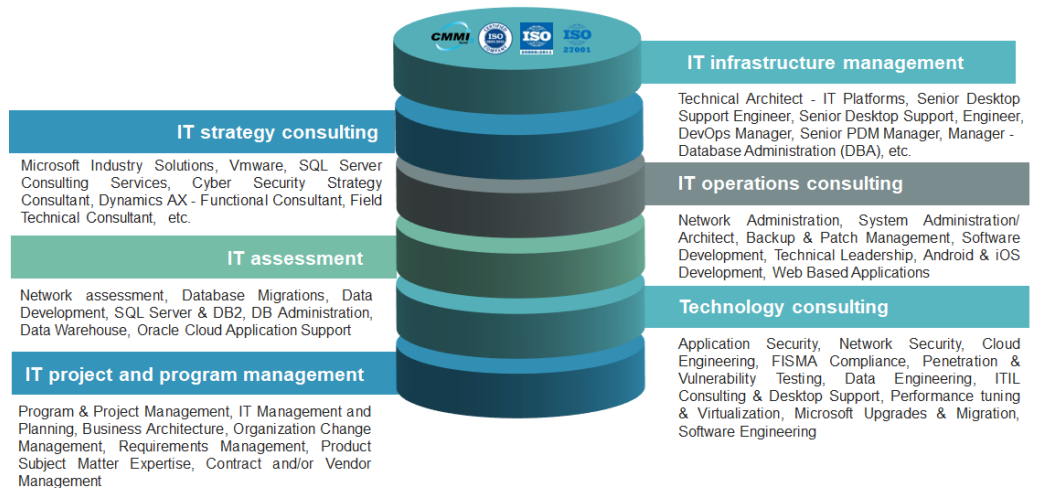 CMMI
CERTIFIED
ISO
COMPANY
ISO
20000:2011
ISO
27001
IT infrastructure management
Technical Architect - IT Platforms, Senior Desktop
Support Engineer, Senior Desktop Support, Engineer,
DevOps Manager, Senior PDM Manager, Manager -
Database Administration (DBA), etc.
IT strategy consulting
Microsoft Industry Solutions, Vmware, SQL Server
Consulting Services, Cyber Security Strategy
Consultant, Dynamics AX - Functional Consultant, Field
Technical Consultant, etc.
IT operations consulting
Network Administration, System Administration/
Architect, Backup & Patch Management, Software
Development, Technical Leadership, Android & iOS
Development, Web Based Applications
IT assessment
Network assessment, Database Migrations, Data
Development, SQL Server & DB2, DB Administration,
Data Warehouse, Oracle Cloud Application Support
Technology consulting
Application Security, Network Security, Cloud
Engineering, FISMA Compliance, Penetration &
Vulnerability Testing, Data Engineering, ITIL
Consulting & Desktop Support, Performance tuning
& Virtualization, Microsoft Upgrades & Migration,
Software Engineering
IT project and program management
Program & Project Management, IT Management and
Planning, Business Architecture, Organization Change
Management, Requirements Management, Product
Subject Matter Expertise, Contract and/or Vendor
Management